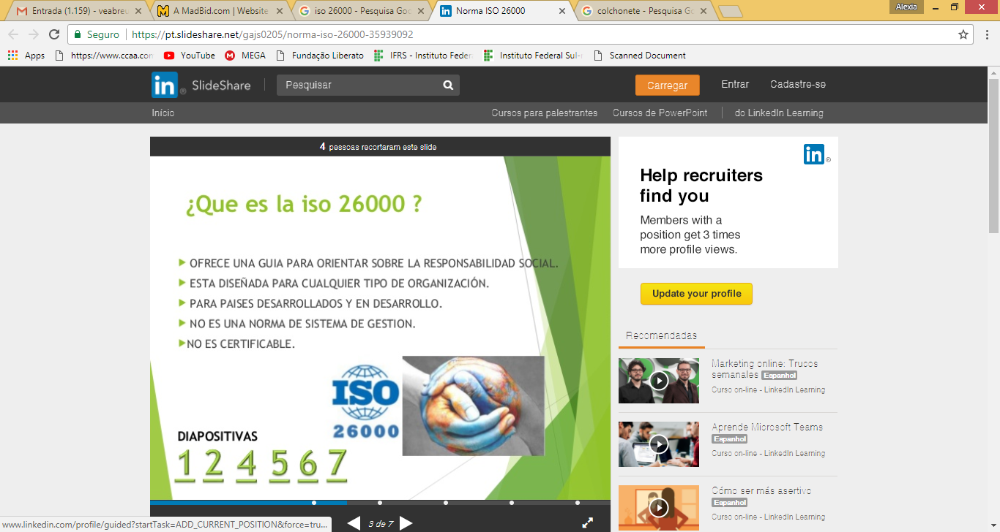 Entrada (1.159) - veabreu
A MadBid.com | Website
iso 26000 - Pesquisa Goo
Norma ISO 26000
colchonete - Pesquisa Go
Alexia
Seguro
https://pt.slideshare.net/gajs0205/norma-iso-26000-35939092
Apps
https://www.ccaa.com
YouTube
MEGA
Fundação Liberato
IFRS - Instituto Feder
Instituto Federal Sul-
Scanned Document
in® SlideShare
Pesquisar
Carregar
Entrar
Cadastre-se
Início
Cursos para palestrantes
Cursos de PowerPoint
do LinkedIn Learning
4 pessoas recortaram este slide
¿Que es la iso 26000 ?
OFRECE UNA GUIA PARA ORIENTAR SOBRE LA RESPONSABILIDAD SOCIAL.
ESTA DISEÑADA PARA CUALQUIER TIPO DE ORGANIZACIÓN.
PARA PAISES DESARROLLADOS Y EN DESARROLLO.
NO ES UNA NORMA DE SISTEMA DE GESTION.
NO ES CERTIFICABLE.
ISO
26000
DIAPOSITIVAS
1 2 4 5 6 7
3 de 7
www.linkedin.com/profile/guided?startTask=ADD_CURRENT_POSITION&force=tru...
in®
Help recruiters
find you
Members with a
position get 3 times
more profile views.
Update your profile
Recomendadas
Marketing online: Trucos
semanales Espanhol
Curso on-line - LinkedIn Learning
Aprende Microsoft Teams
Espanhol
Curso on-line - LinkedIn Learning
Cómo ser más asertivo
Espanhol
Curso on-line - LinkedIn Learning